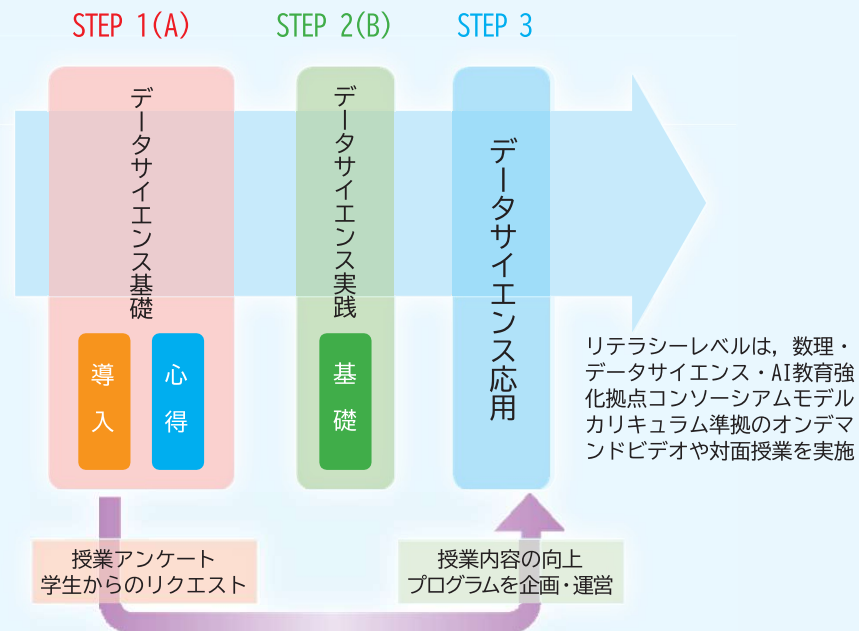 STEP 1(A)
STEP 2(B)
STEP 3
データサイエンス基礎
導入
心得
データサイエンス実践
基礎
データサイエンス応用
リテラシーレベルは，数理・
データサイエンス・AI教育強
化拠点コンソーシアムモデル
カリキュラム準拠のオンデマ
ンドビデオや対面授業を実施
授業アンケート
学生からのリクエスト
授業内容の向上
プログラムを企画・運営